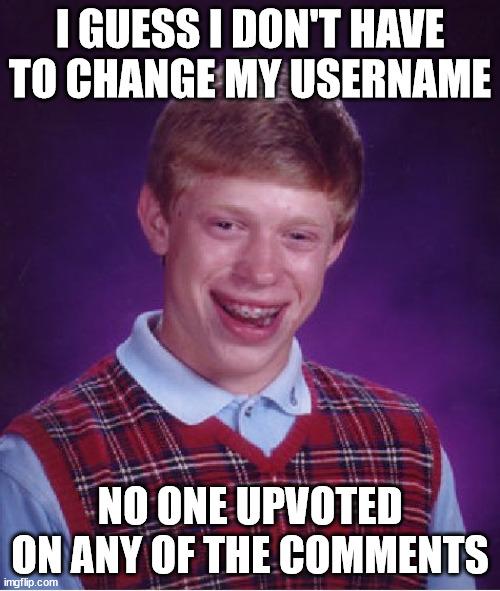 I GUESS I DON'T HAVE
TO CHANGE MY USERNAME
NO ONE UPVOTED
ON ANY OF THE COMMENTS
imgflip.com